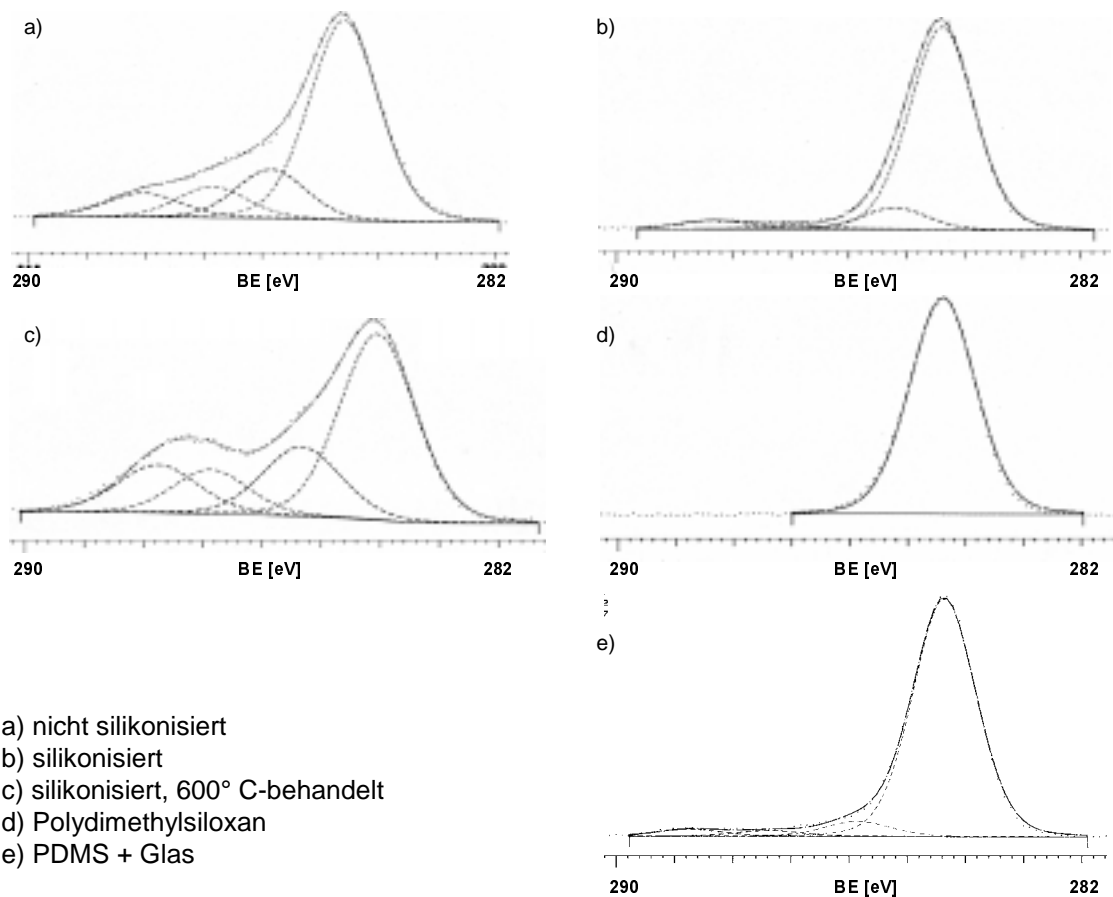 a)
290 BE [eV] 282
b)
290 BE [eV] 282
c)
290 BE [eV] 282
d)
290 BE [eV] 282
e)
290 BE [eV] 282
a) nicht silikonisiert
b) silikonisiert
c) silikonisiert, 600° C-behandelt
d) Polydimethylsiloxan
e) PDMS + Glas